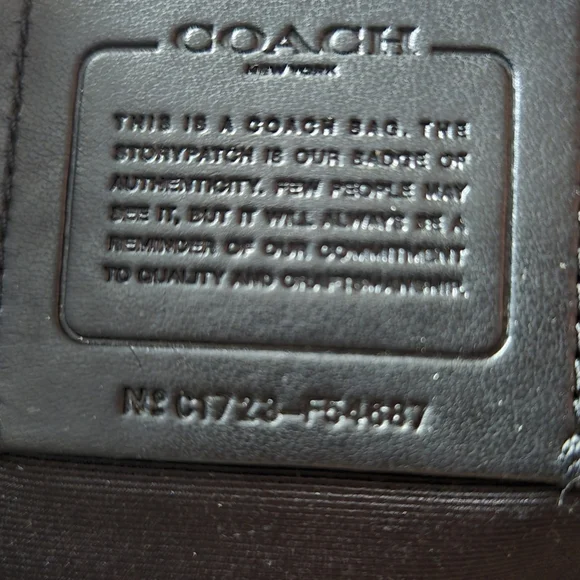 COACH
NEW YORK
THIS IS A COACH BAG. THE
STORYPATCH IS OUR BADGE OF
AUTHENTICITY. FEW PEOPLE MAY
SEE IT, BUT IT WILL ALWAYS BE A
REMINDER OF OUR COMMITMENT
TO QUALITY AND CRAFTSMANSHIP.
Nº C1723-F54687